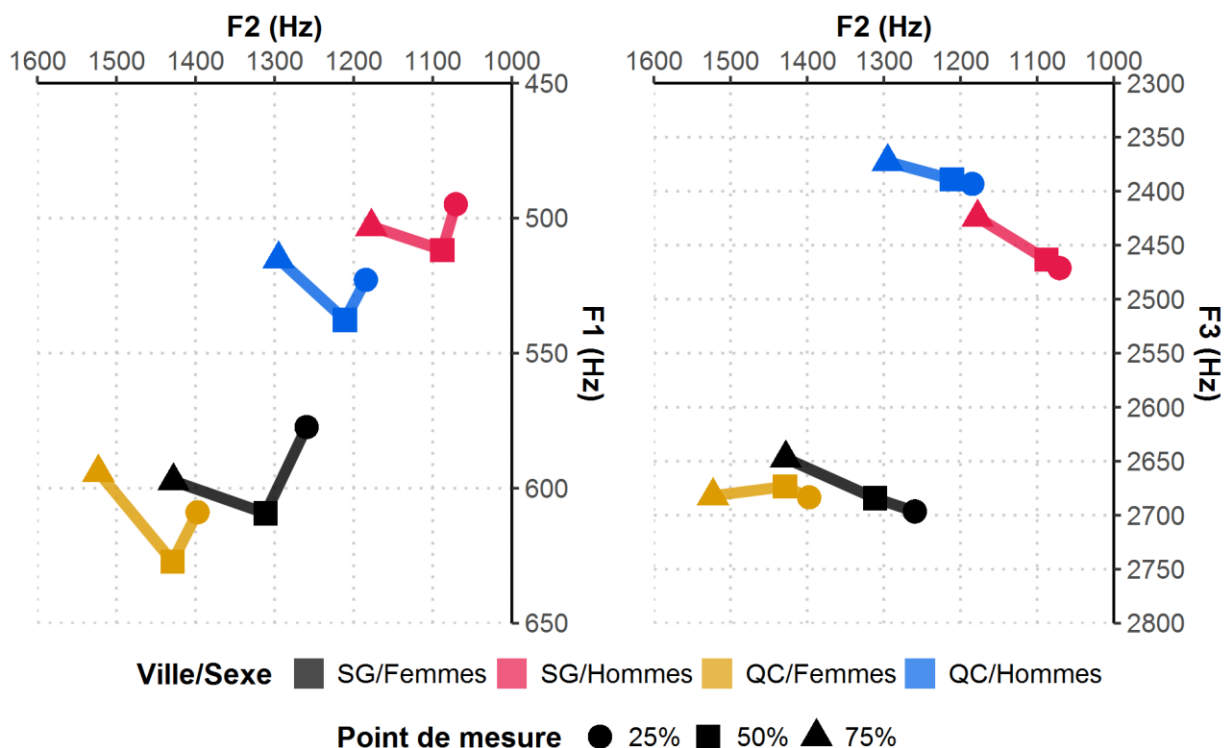 F2 (Hz)
1600 1500 1400 1300 1200 1100 1000
450
500
550
600
650
F1 (Hz)
F2 (Hz)
1600 1500 1400 1300 1200 1100 1000
2300
2350
2400
2450
2500
2550
2600
2650
2700
2750
2800
F3 (Hz)
Ville/Sexe SG/Femmes SG/Hommes QC/Femmes QC/Hommes
Point de mesure 25% 50% 75%